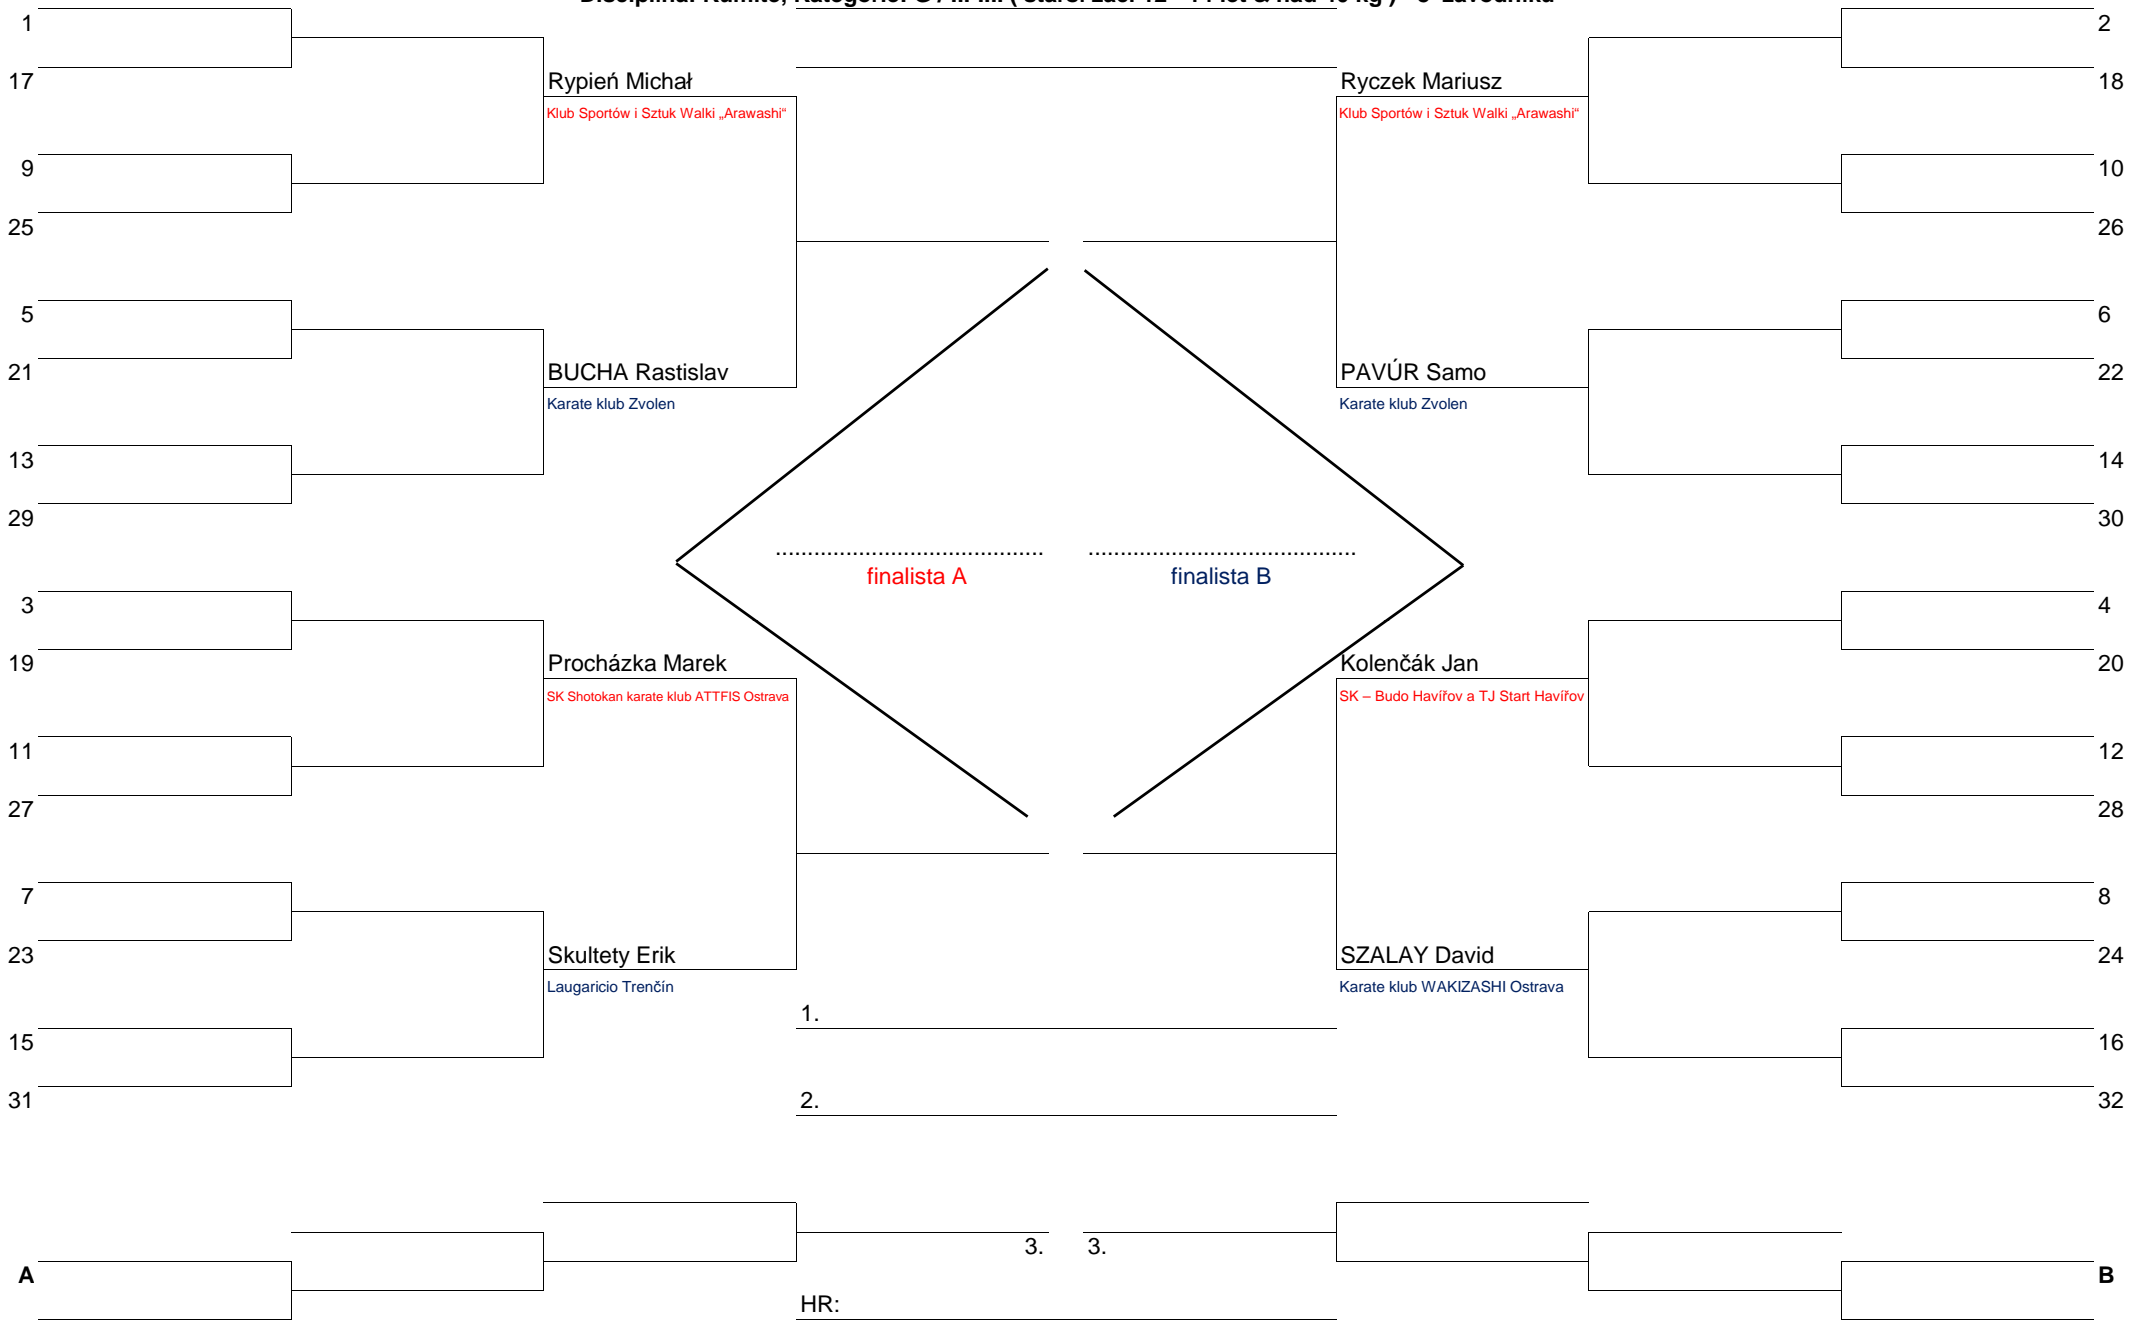 1
2
17
Rypień Michał
Ryczek Mariusz
18
Klub Sportów i Sztuk Walki „Arawashi“
Klub Sportów i Sztuk Walki „Arawashi“
9
10
25
26
5
6
21
BUCHA Rastislav
PAVÚR Samo
22
Karate klub Zvolen
Karate klub Zvolen
13
14
29
30
.......................................... ..........................................
finalista A
finalista B
3
4
19
Procházka Marek
Kolenčák Jan
20
SK Shotokan karate klub ATTFIS Ostrava
SK – Budo Havířov a TJ Start Havířov
11
12
27
28
7
8
23
Skultety Erik
SZALAY David
24
Laugaricio Trenčín
Karate klub WAKIZASHI Ostrava
1.
15
16
31
2.
32
3.
3.
A
B
HR: